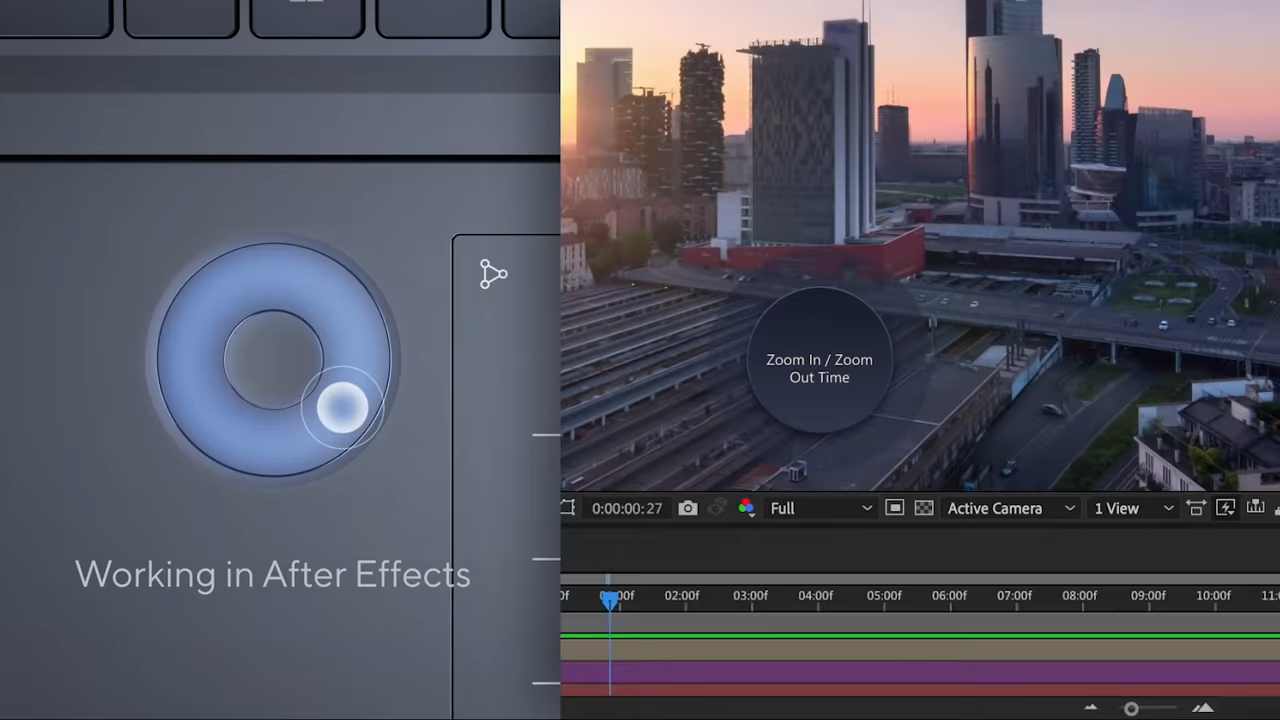 Working in After Effects
Zoom In / Zoom
Out Time
0:00:00:27
Full
Active Camera
1 View
02:00f
03:00f
04:00f
05:00f
06:00f
07:00f
08:00f
09:00f
10:00f